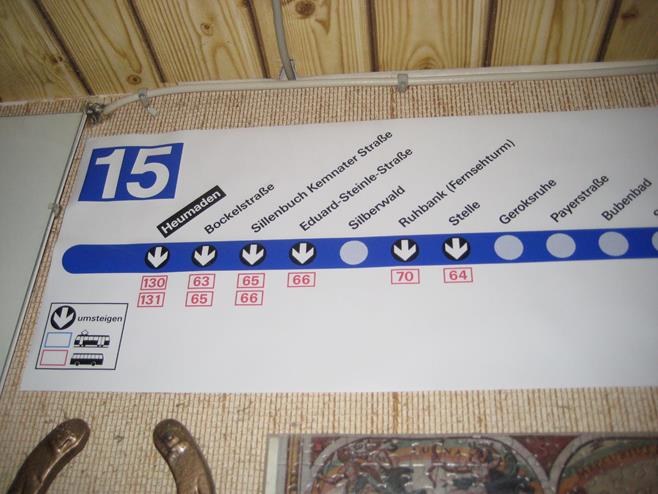 15
Heumaden
Bockelstraße
Sillenbuch Kemnater Straße
Eduard-Steinle-Straße
Silberwald
Ruhbank (Fernsehturm)
Stelle
Geroksruhe
Payerstraße
Bubenbad
130 63 65 66 70 64
131 65 66
umsteigen